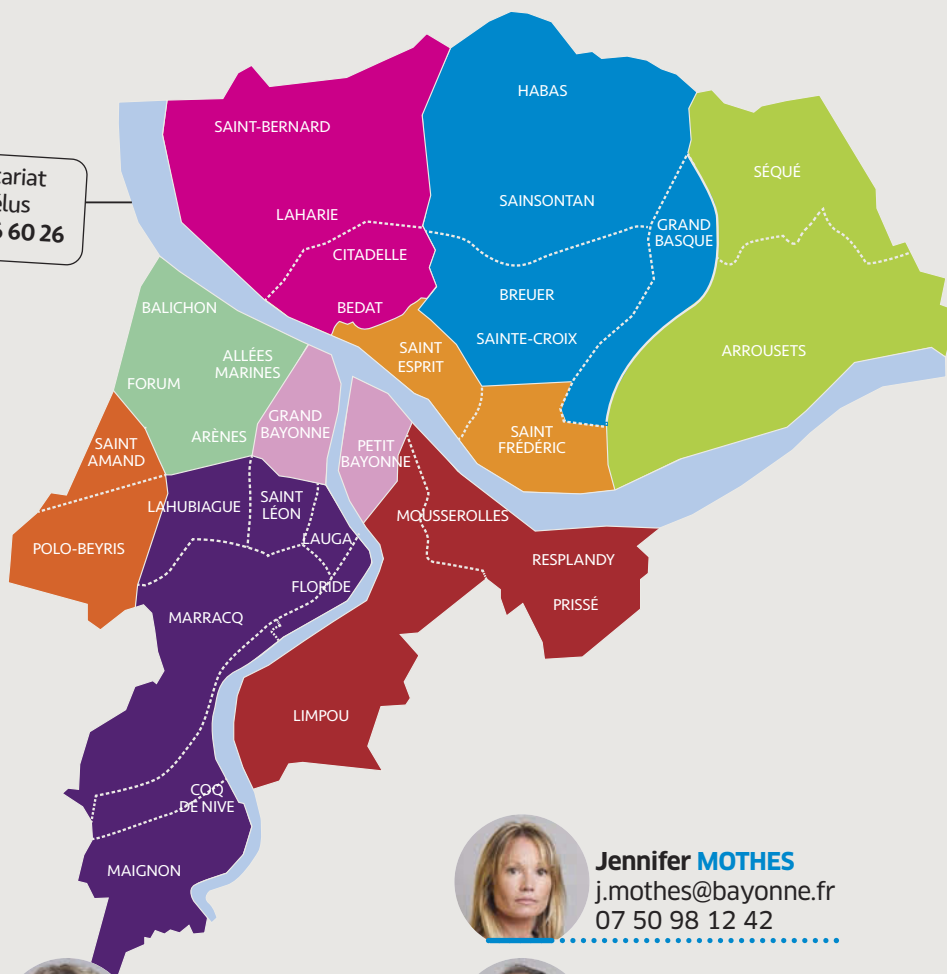 HABAS
SAINT-BERNARD
SÉQUÉ
SAINSONTAN
LAHARIE
GRAND
BASQUE
CITADELLE
BREUER
BEDAT
BALICHON
SAINTE-CROIX
SAINT
ESPRIT
ARROUSETS
ALLÉES
MARINES
FORUM
GRAND
BAYONNE
ARÈNES
SAINT
FRÉDÉRIC
SAINT
AMAND
PETIT
BAYONNE
LAHUBIAGUE
SAINT
LÉON
MOUSSEROLLES
LAUGA
POLO-BEYRIS
RESPLANDY
FLORIDE
PRISSÉ
MARRACQ
LIMPOU
COQ
DE NIVE
MAIGNON
60 26
Jennifer MOTHES
j.mothes@bayonne.fr
07 50 98 12 42